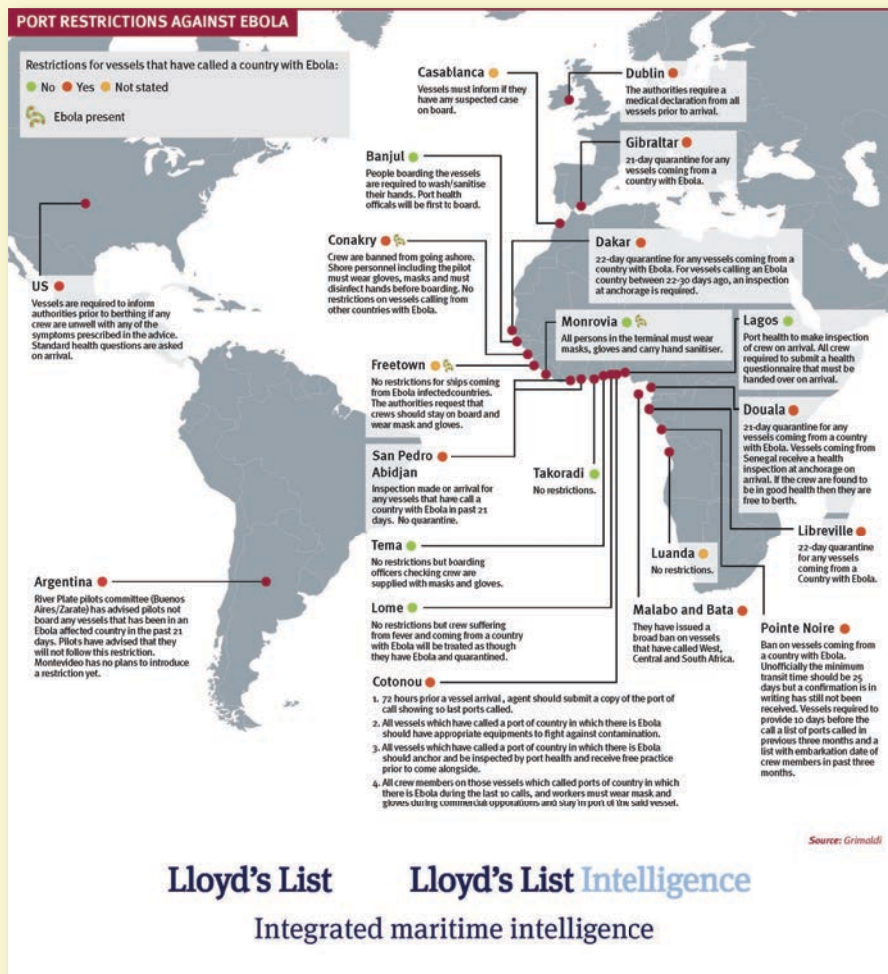 PORT RESTRICTIONS AGAINST EBOLA
Restrictions for vessels that have called a country with Ebola:
No Yes Not stated
Ebola present
Casablanca
Vessels must inform if they
have any suspected case
on board.
Dublin
The authorities require a
medical declaration from all
vessels prior to arrival.
Gibraltar
21-day quarantine for any
vessels coming from a
country with Ebola.
Banjul
People boarding the vessels
are required to wash/sanitise
their hands. Port health
officals will be first to board.
Conakry
Crew are banned from going ashore.
Shore personnel including the pilot
must wear gloves, masks and must
disinfect hands before boarding. No
restrictions on vessels calling from
other countries with Ebola.
Dakar
22-day quarantine for any vessels coming from a
country with Ebola. For vessels calling an Ebola
country between 22-30 days ago, an inspection
at anchorage is required.
US
Vessels are required to inform
authorities prior to berthing if any
crew are unwell with any of the
symptoms prescribed in the advice.
Standard health questions are asked
on arrival.
Monrovia
All persons in the terminal must wear
masks, gloves and carry hand sanitiser.
Lagos
Port health to make inspection
of crew on arrival. All crew
required to submit a health
questionnaire that must be
handed over on arrival.
Freetown
No restrictions for ships coming
from Ebola infectedcountries.
The authorities request that
crews should stay on board and
wear mask and gloves.
Douala
21-day quarantine for any
vessels coming from a country
with Ebola. Vessels coming from
Senegal receive a health
inspection at anchorage on
arrival. If the crew are found to
be in good health then they are
free to berth.
San Pedro
Abidjan
Inspection made or arrival for
any vessels that have call a
country with Ebola in past 21
days. No quarantine.
Takoradi
No restrictions.
Libreville
22-day quarantine
for any vessels
coming from a
Country with Ebola.
Tema
No restrictions but boarding
officers checking crew are
supplied with masks and gloves.
Luanda
No restrictions.
Argentina
River Plate pilots committee (Buenos
Aires/Zarate) has advised pilots not
board any vessels that has been in an
Ebola affected country in the past 21
days. Pilots have advised that they
will not follow this restriction.
Montevideo has no plans to introduce
a restriction yet.
Lome
No restrictions but crew suffering
from fever and coming from a country
with Ebola will be treated as though
they have Ebola and quarantined.
Malabo and Bata
They have issued a
broad ban on vessels
that have called West,
Central and South Africa.
Pointe Noire
Ban on vessels coming from
a country with Ebola.
Unofficially the minimum
transit time should be 25
days but a confirmation is in
writing has still not been
received. Vessels required to
provide 10 days before the
call a list of ports called in
previous three months and a
list with embarkation date of
crew members in past three
months.
Cotonou
1. 72 hours prior a vessel arrival, agent should submit a copy of the port of
call showing 10 last ports called.
2. All vessels which have called a port of country in which there is Ebola
should have appropriate equipments to fight against contamination.
3. All vessels which have called a port of country in which there is Ebola
should anchor and be inspected by port health and receive free practice
prior to come alongside.
4. All crew members on those vessels which called ports of country in which
there is Ebola during the last 10 calls, and workers must wear mask and
gloves during commercial opporations and stay in port of the said vessel.
Source: Grimaldi
Lloyd's List
Lloyd's List Intelligence
Integrated maritime intelligence